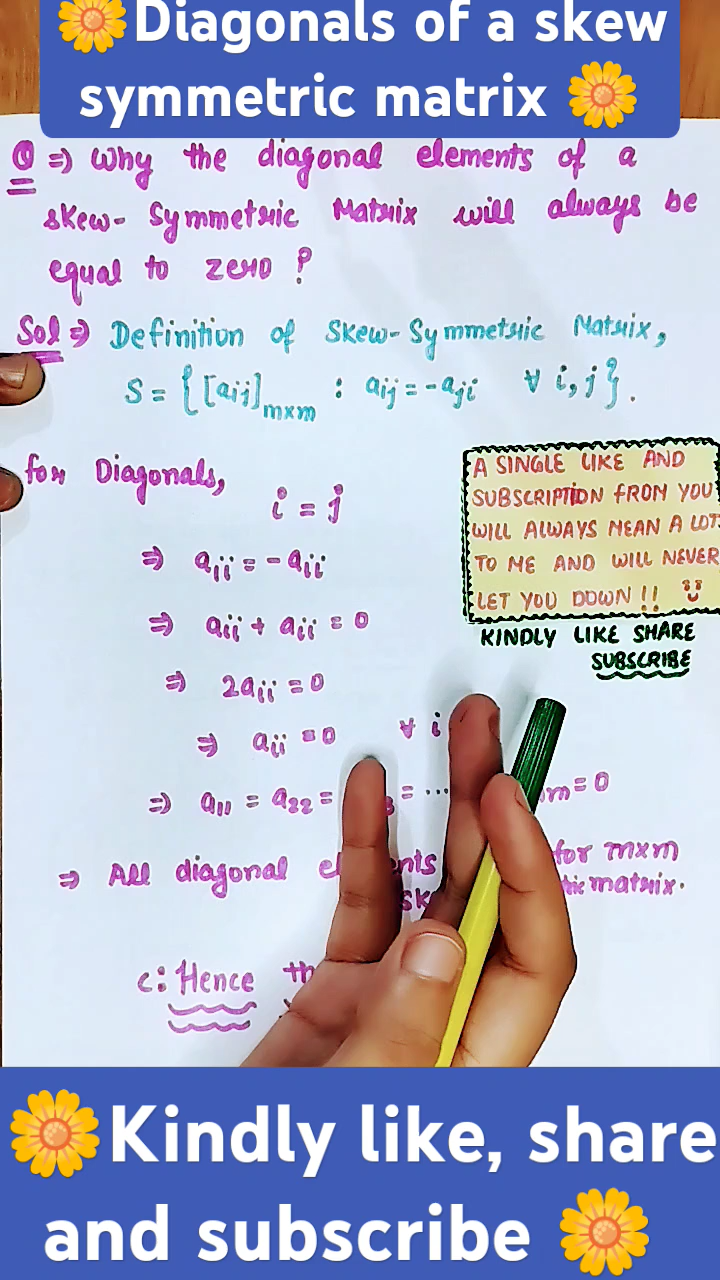 🌼Diagonals of a skew
symmetric matrix 🌼
Q ⇒ Why the diagonal elements of a
skew- Symmetric Matrix will always be
equal to zero ?
Sol ⇒ Definition of Skew-Symmetric Matrix,
S = { [aij]mxm : aij = -aji ∀ i, j }.
for Diagonals,
i = j
⇒ aii = -aii
⇒ aii + aii = 0
⇒ 2aii = 0
⇒ aii = 0 ∀ i
⇒ a11 = a22 = = ... = 0
⇒ All diagonal for mxm
matrix.
c: Hence
A SINGLE LIKE AND
SUBSCRIPTION FROM YOU
WILL ALWAYS MEAN A LOT
TO ME AND WILL NEVER
LET YOU DOWN !!
KINDLY LIKE SHARE
SUBSCRIBE
🌼Kindly like, share
and subscribe 🌼